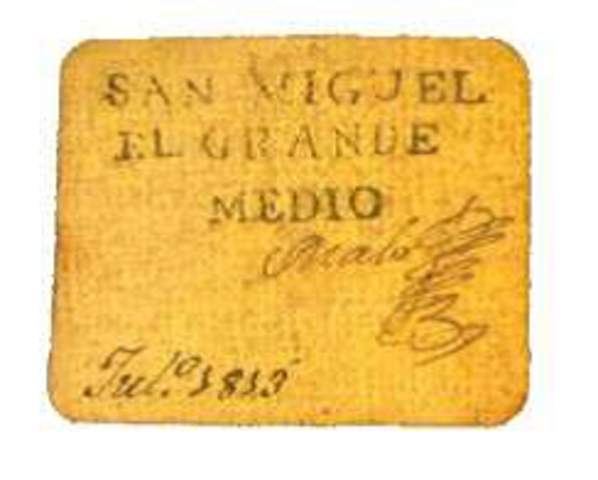 SAN MIGUEL
EL GRANDE
MEDIO
Jul.º 1813